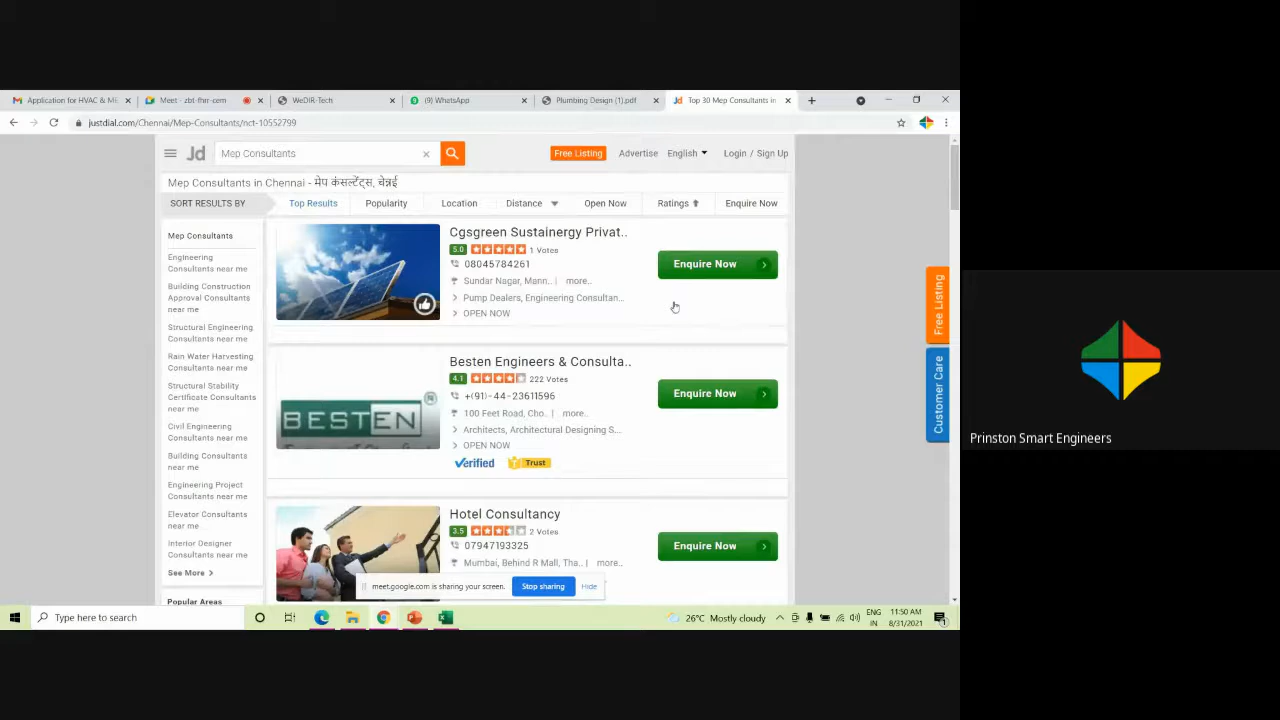 Application for HVAC & M
Meet - zbt-fhrr-cem
WeDIR-Tech
(9) WhatsApp
Plumbing Design (1).pdf
Top 30 Mep Consultants in
justdial.com/Chennai/Mep-Consultants/nct-10552799
Jd
Mep Consultants
Free Listing
Advertise
English
Login / Sign Up
Mep Consultants in Chennai - मेप कंसल्टेंट्स, चेन्नई
SORT RESULTS BY
Top Results
Popularity
Location
Distance
Open Now
Ratings
Enquire Now
Mep Consultants
Engineering
Consultants near me
Building Construction
Approval Consultants
near me
Structural Engineering
Consultants near me
Rain Water Harvesting
Consultants near me
Structural Stability
Certificate Consultants
near me
Civil Engineering
Consultants near me
Building Consultants
near me
Engineering Project
Consultants near me
Elevator Consultants
near me
Interior Designer
Consultants near me
See More
Popular Areas
Cgsgreen Sustainergy Privat..
5.0 1 Votes
08045784261
Sundar Nagar, Mann.. | more..
Pump Dealers, Engineering Consultan...
OPEN NOW
Enquire Now
BESTEN
Besten Engineers & Consulta..
4.1 222 Votes
+(91)-44-23611596
100 Feet Road, Cho.. | more..
Architects, Architectural Designing S...
OPEN NOW
Verified Trust
Enquire Now
Hotel Consultancy
3.5 2 Votes
07947193325
Mumbai, Behind R Mall, Tha.. | more..
Enquire Now
Free Listing
Customer Care
meet.google.com is sharing your screen.
Stop sharing
Hide
Type here to search
26°C Mostly cloudy
ENG
IN
11:50 AM
8/31/2021
Prinston Smart Engineers